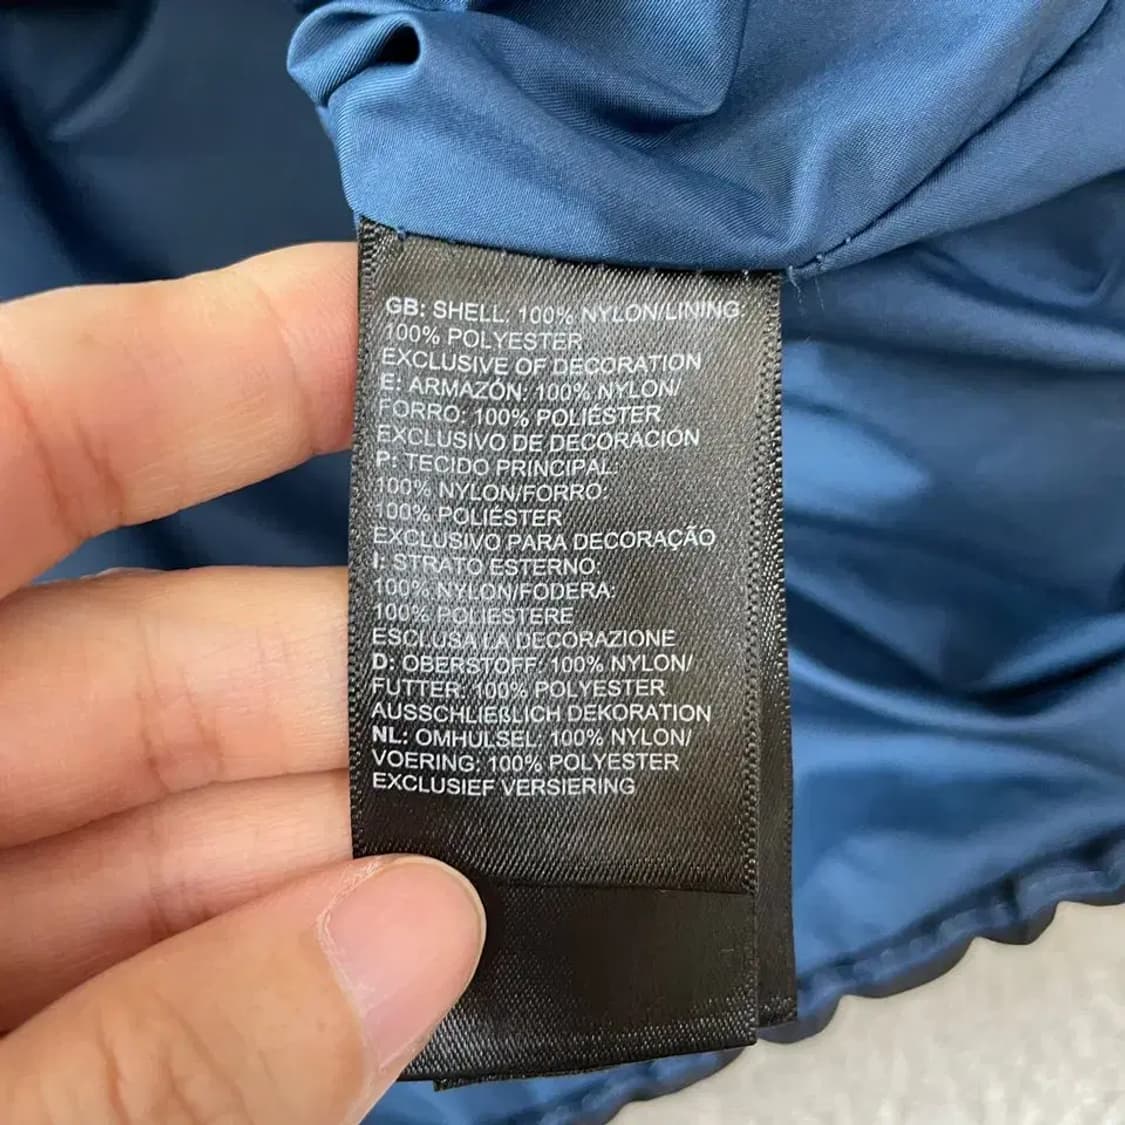 GB: SHELL: 100% NYLON/LINING:
100% POLYESTER
EXCLUSIVE OF DECORATION
E: ARMAZÓN: 100% NYLON/
FORRO: 100% POLIÉSTER
EXCLUSIVO DE DECORACIÓN
P: TECIDO PRINCIPAL:
100% NYLON/FORRO:
100% POLIÉSTER
EXCLUSIVO PARA DECORAÇÃO
I: STRATO ESTERNO:
100% NYLON/FODERA:
100% POLIESTERE
ESCLUSA LA DECORAZIONE
D: OBERSTOFF: 100% NYLON/
FUTTER: 100% POLYESTER
AUSSCHLIEßLICH DEKORATION
NL: OMHULSEL: 100% NYLON/
VOERING: 100% POLYESTER
EXCLUSIEF VERSIERING